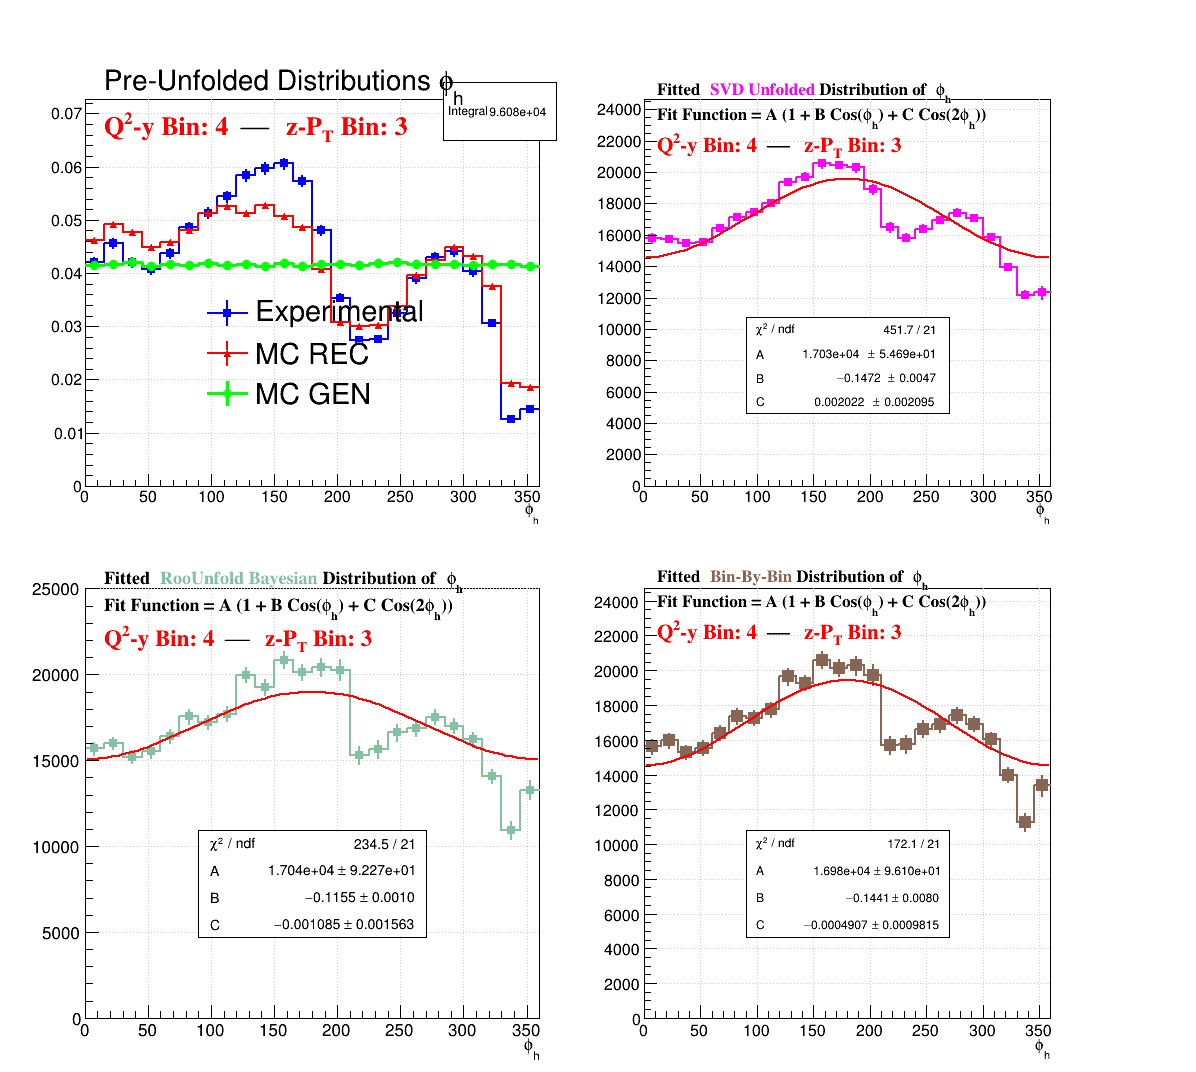 Pre-Unfolded Distributions ϕh
Integral 9.608e+04
Q²-y Bin: 4 — z-PT Bin: 3
0.07
0.06
0.05
0.04
0.03
0.02
0.01
0
Experimental
MC REC
MC GEN
0 50 100 150 200 250 300 350
ϕh
Fitted SVD Unfolded Distribution of ϕh
Fit Function = A (1 + B Cos(ϕh) + C Cos(2ϕh))
Q²-y Bin: 4 — z-PT Bin: 3
24000
22000
20000
18000
16000
14000
12000
10000
8000
6000
4000
2000
0
χ² / ndf 451.7 / 21
A 1.703e+04 ± 5.469e+01
B −0.1472 ± 0.0047
C 0.002022 ± 0.002095
0 50 100 150 200 250 300 350
ϕh
Fitted RooUnfold Bayesian Distribution of ϕh
Fit Function = A (1 + B Cos(ϕh) + C Cos(2ϕh))
Q²-y Bin: 4 — z-PT Bin: 3
25000
20000
15000
10000
5000
0
χ² / ndf 234.5 / 21
A 1.704e+04 ± 9.227e+01
B −0.1155 ± 0.0010
C −0.001085 ± 0.001563
0 50 100 150 200 250 300 350
ϕh
Fitted Bin-By-Bin Distribution of ϕh
Fit Function = A (1 + B Cos(ϕh) + C Cos(2ϕh))
Q²-y Bin: 4 — z-PT Bin: 3
24000
22000
20000
18000
16000
14000
12000
10000
8000
6000
4000
2000
0
χ² / ndf 172.1 / 21
A 1.698e+04 ± 9.610e+01
B −0.1441 ± 0.0080
C −0.0004907 ± 0.0009815
0 50 100 150 200 250 300 350
ϕh